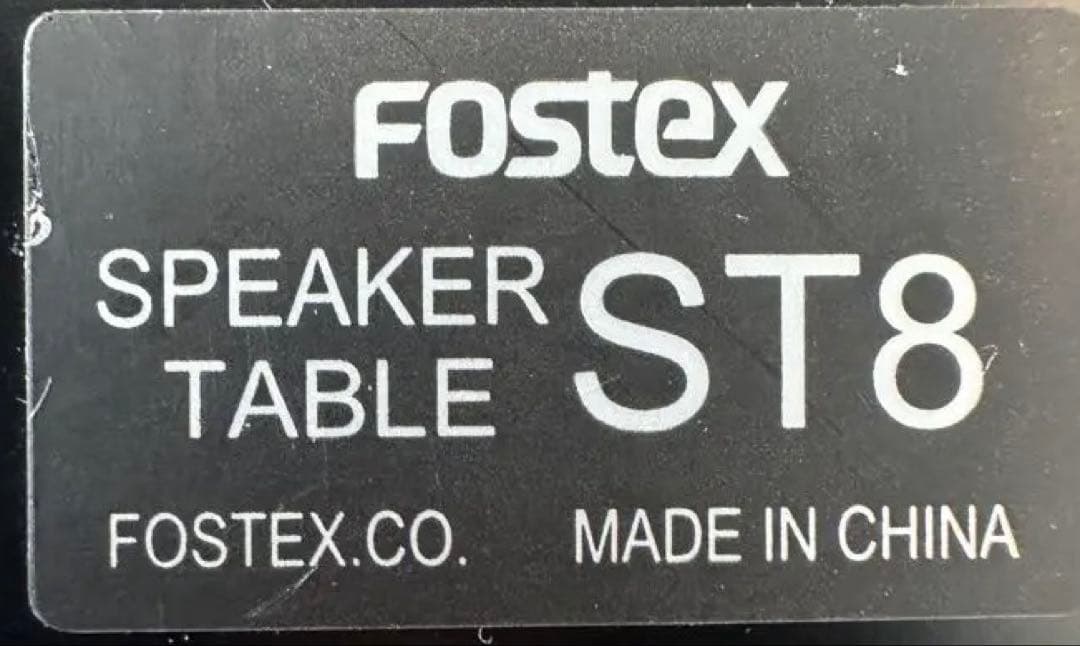 Fostex
SPEAKER
TABLE
ST8
FOSTEX.CO.
MADE IN CHINA